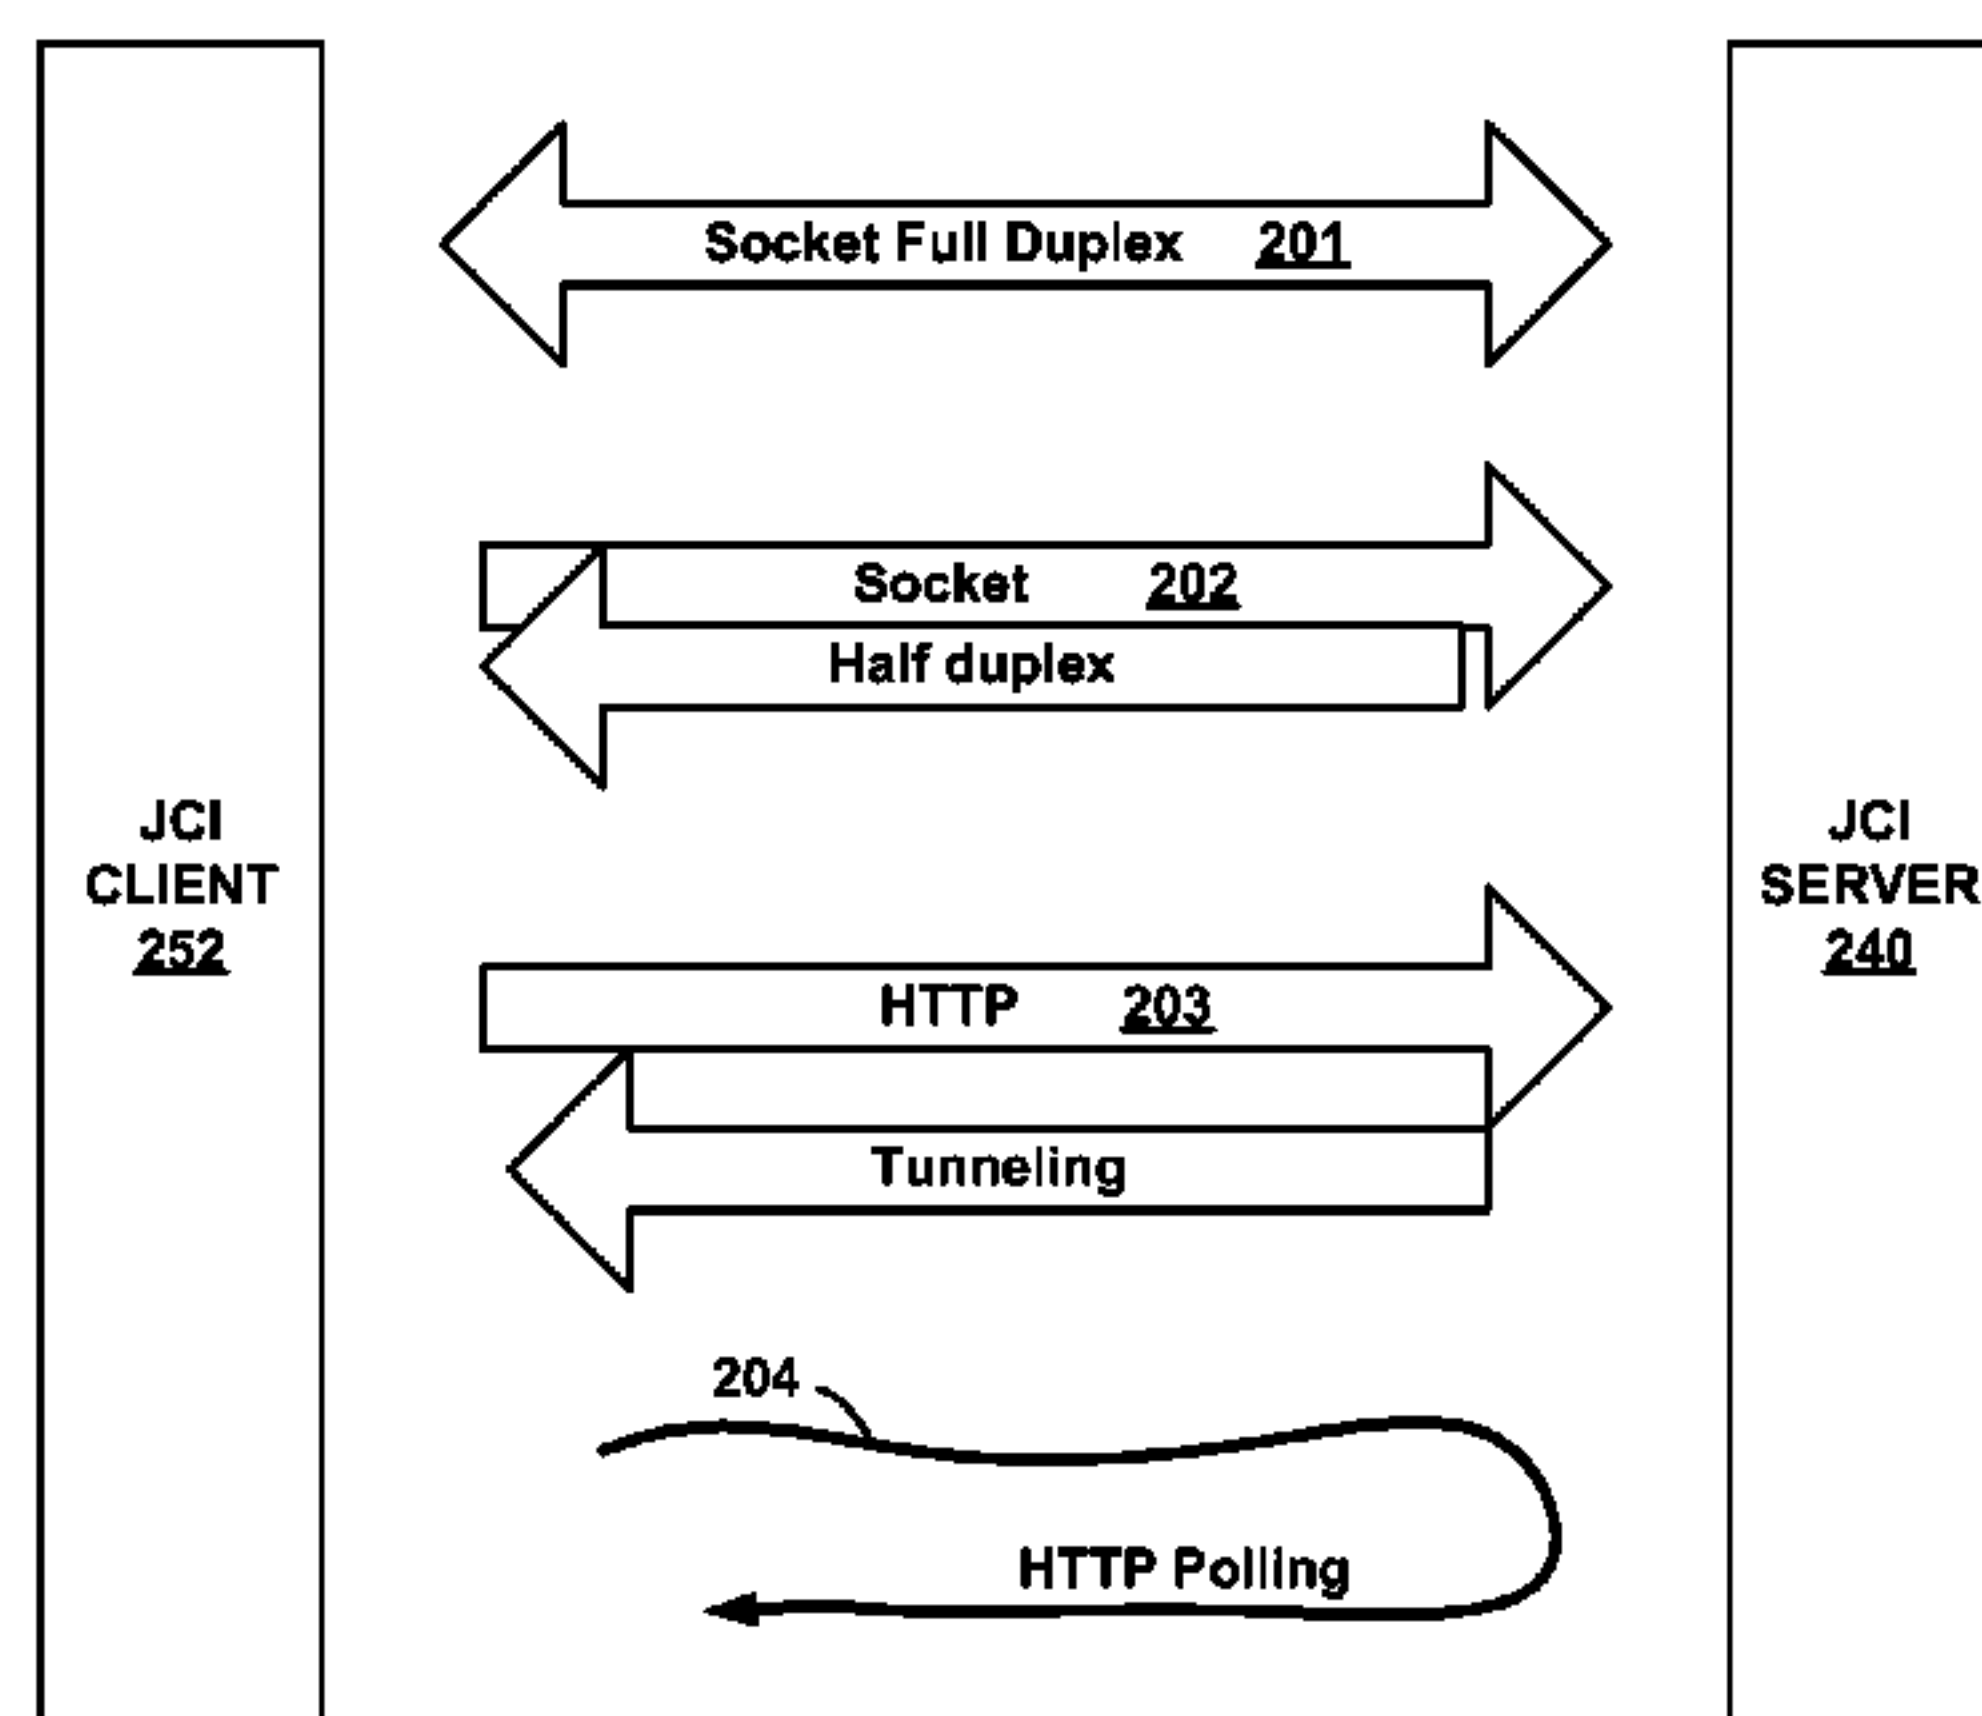 Socket Full Duplex 201
Socket 202
Half duplex
JCI
CLIENT
252
JCI
SERVER
240
HTTP 203
Tunneling
204
HTTP Polling